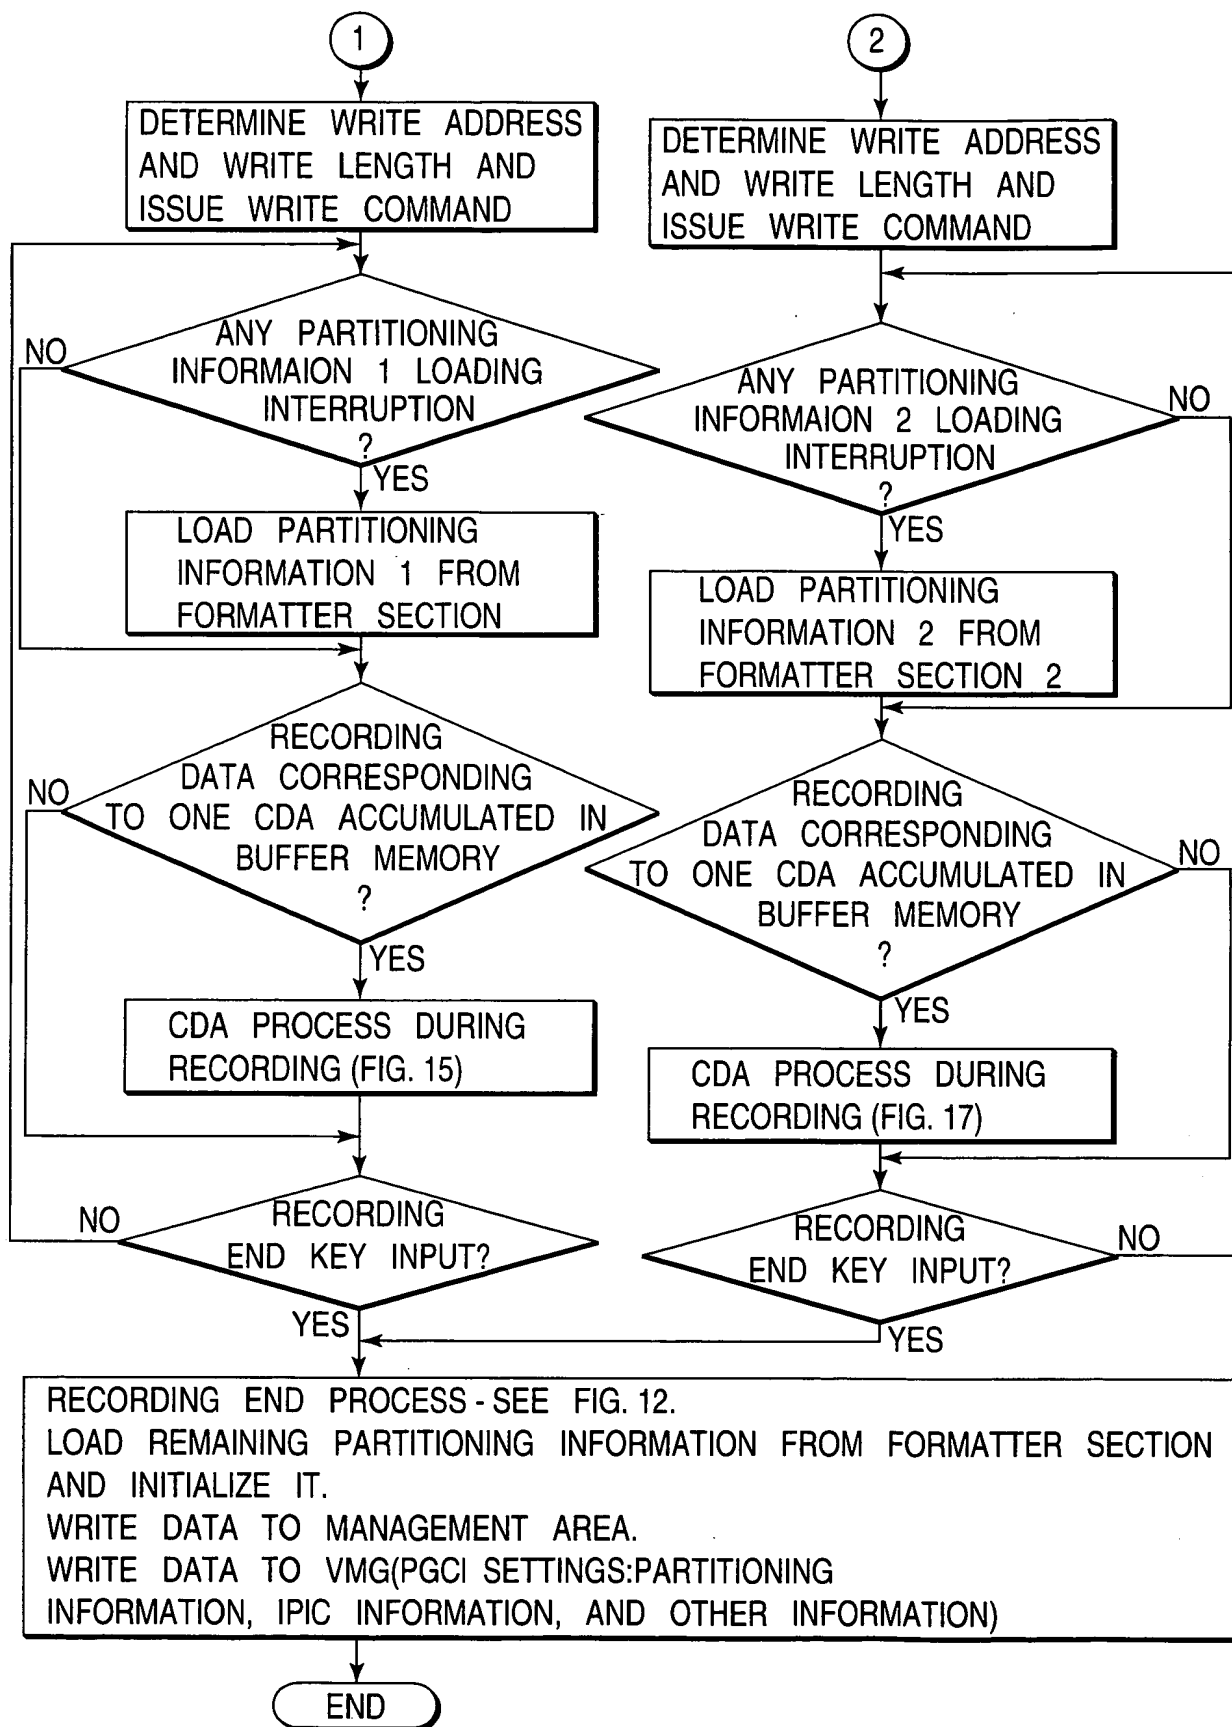 1
DETERMINE WRITE ADDRESS
AND WRITE LENGTH AND
ISSUE WRITE COMMAND
ANY PARTITIONING
INFORMAION 1 LOADING
INTERRUPTION
?
NO
YES
LOAD PARTITIONING
INFORMATION 1 FROM
FORMATTER SECTION
RECORDING
DATA CORRESPONDING
TO ONE CDA ACCUMULATED IN
BUFFER MEMORY
?
NO
YES
CDA PROCESS DURING
RECORDING (FIG. 15)
RECORDING
END KEY INPUT?
NO
YES
2
DETERMINE WRITE ADDRESS
AND WRITE LENGTH AND
ISSUE WRITE COMMAND
ANY PARTITIONING
INFORMAION 2 LOADING
INTERRUPTION
?
NO
YES
LOAD PARTITIONING
INFORMATION 2 FROM
FORMATTER SECTION 2
RECORDING
DATA CORRESPONDING
TO ONE CDA ACCUMULATED IN
BUFFER MEMORY
?
NO
YES
CDA PROCESS DURING
RECORDING (FIG. 17)
RECORDING
END KEY INPUT?
NO
YES
RECORDING END PROCESS - SEE FIG. 12.
LOAD REMAINING PARTITIONING INFORMATION FROM FORMATTER SECTION
AND INITIALIZE IT.
WRITE DATA TO MANAGEMENT AREA.
WRITE DATA TO VMG(PGCI SETTINGS:PARTITIONING
INFORMATION, IPIC INFORMATION, AND OTHER INFORMATION)
END